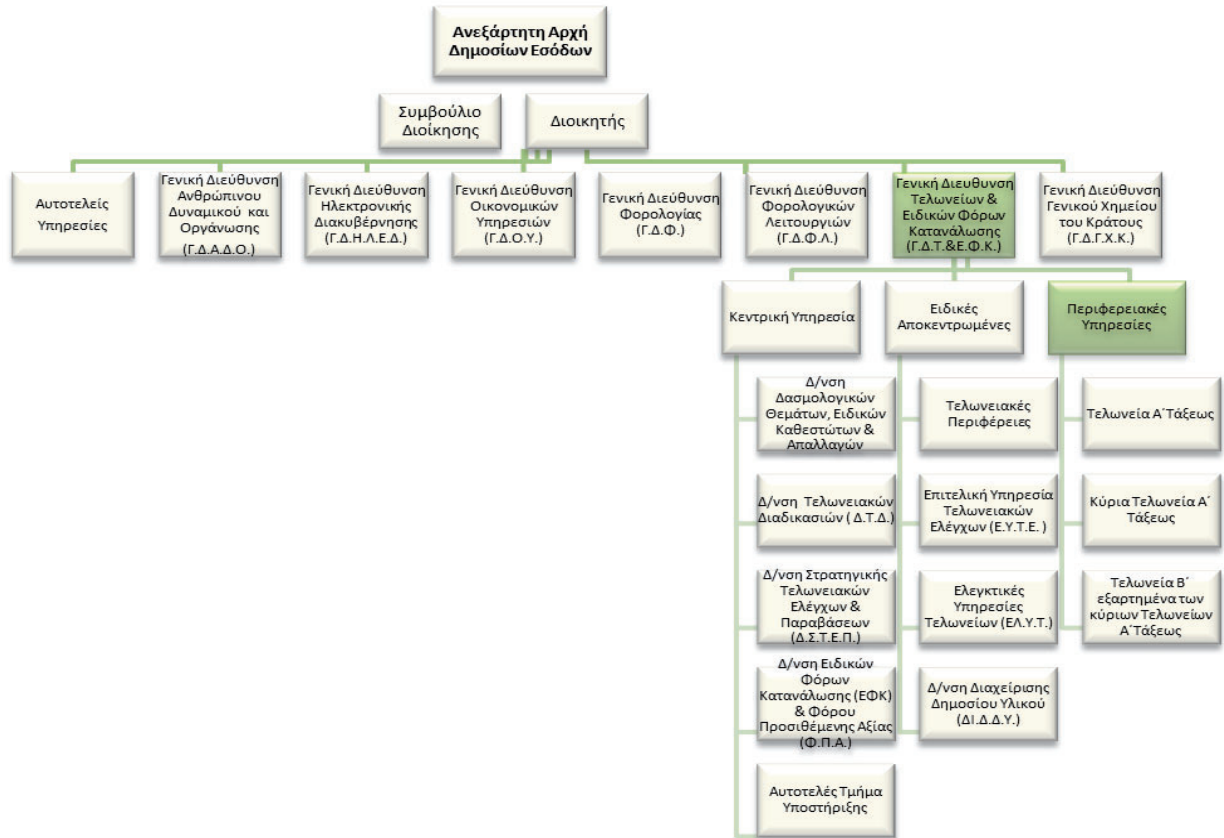 Ανεξάρτητη Αρχή
Δημοσίων Εσόδων
Συμβούλιο
Διοίκησης
Διοικητής
Αυτοτελείς
Υπηρεσίες
Γενική Διεύθυνση
Ανθρώπινου
Δυναμικού και
Οργάνωσης
(Γ.Δ.Α.Δ.Ο.)
Γενική Διεύθυνση
Ηλεκτρονικής
Διακυβέρνησης
(Γ.Δ.Η.Λ.Ε.Δ.)
Γενική Διεύθυνση
Οικονομικών
Υπηρεσιών
(Γ.Δ.Ο.Υ.)
Γενική Διεύθυνση
Φορολογίας
(Γ.Δ.Φ.)
Γενική Διεύθυνση
Φορολογικών
Λειτουργιών
(Γ.Δ.Φ.Λ.)
Γενική Διευθυνση
Τελωνείων &
Ειδικών Φόρων
Κατανάλωσης
(Γ.Δ.Τ.&Ε.Φ.Κ.)
Γενική Διεύθυνση
Γενικού Χημείου
του Κράτους
(Γ.Δ.Γ.Χ.Κ.)
Κεντρική Υπηρεσία
Ειδικές
Αποκεντρωμένες
Περιφερειακές
Υπηρεσίες
Δ/νση
Δασμολογικών
Θεμάτων, Ειδικών
Καθεστώτων &
Απαλλαγών
Δ/νση Τελωνειακών
Διαδικασιών ( Δ.Τ.Δ.)
Δ/νση Στρατηγικής
Τελωνειακών
Ελέγχων &
Παραβάσεων
(Δ.Σ.Τ.Ε.Π.)
Δ/νση Ειδικών
Φόρων
Κατανάλωσης (ΕΦΚ)
& Φόρου
Προσιθέμενης Αξίας
(Φ.Π.Α.)
Αυτοτελές Τμήμα
Υποστήριξης
Τελωνειακές
Περιφέρειες
Επιτελική Υπηρεσία
Τελωνειακών
Ελέγχων (Ε.Υ.Τ.Ε. )
Ελεγκτικές
Υπηρεσίες
Τελωνείων (ΕΛ.Υ.Τ.)
Δ/νση Διαχείρισης
Δημοσίου Υλικού
(ΔΙ.Δ.Δ.Υ.)
Τελωνεία Α΄Τάξεως
Κύρια Τελωνεία Α΄
Τάξεως
Τελωνεία Β΄
εξαρτημένα των
κύριων Τελωνείων
Α΄Τάξεως